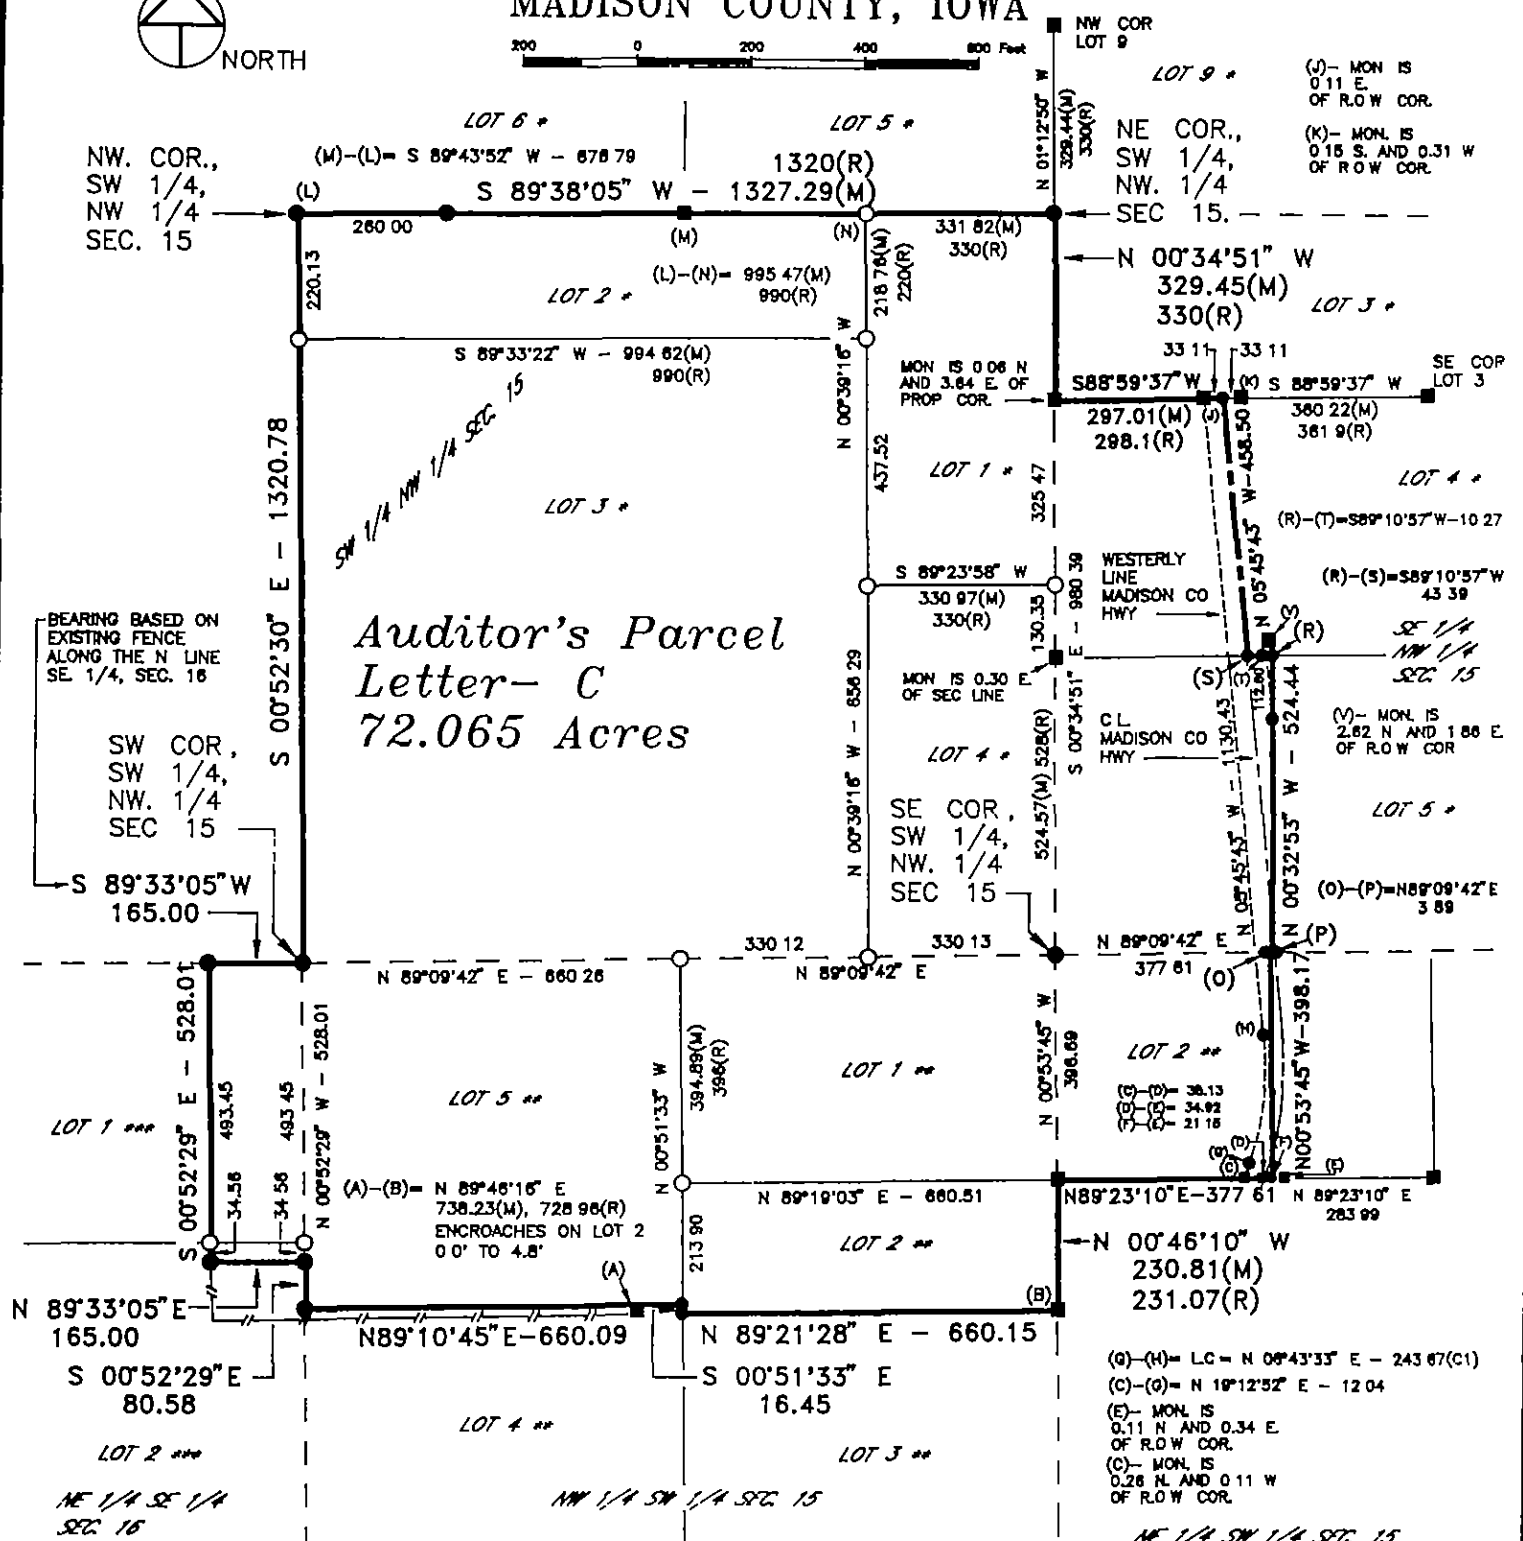 MADISON COUNTY, IOWA
NORTH
200 0 200 400 600 Feet
NW COR
LOT 9
LOT 9 *
(J)- MON IS
0 11 E.
OF R.O W COR.
(K)- MON. IS
0 15 S. AND 0.31 W
OF R.O W COR.
N 01°12'50" W
329.44(M)
330(R)
LOT 6 *
LOT 5 *
NW. COR.,
SW 1/4,
NW 1/4
SEC. 15
(M)-(L)= S 89°43'52" W - 676 79
1320(R)
S 89°38'05" W - 1327.29(M)
NE COR.,
SW 1/4,
NW. 1/4
SEC 15.
(L)
260 00
(M)
(N)
331 82(M)
330(R)
220.13
(L)-(N)= 995 47(M)
990(R)
218 76(M)
220(R)
N 00°34'51" W
329.45(M)
330(R)
LOT 2 *
LOT 3 *
S 89°33'22" W - 994 62(M)
990(R)
33 11
33 11
MON IS 0 06 N
AND 3.64 E. OF
PROP COR.
S88°59'37" W
(K)
S 88°59'37" W
SE COR
LOT 3
297.01(M)
298.1(R)
(J)
360 22(M)
361 9(R)
N 00°39'16" W
437.52
SW 1/4 NW 1/4 SEC. 15
S 00°52'30" E - 1320.78
LOT 3 *
LOT 1 *
325 47
N 05°45'43" W-458.50
LOT 4 *
(R)-(T)=S89°10'57" W-10 27
S 89°23'58" W
330 97(M)
330(R)
130.35
S 00°34'51" E - 980 39
WESTERLY
LINE
MADISON CO
HWY
(R)-(S)=S89°10'57" W
43 39
BEARING BASED ON
EXISTING FENCE
ALONG THE N LINE
SE. 1/4, SEC. 16
Auditor's Parcel
Letter- C
72.065 Acres
(R)
SE 1/4
NW 1/4
SEC 15
MON IS 0.30 E.
OF SEC LINE
(S)
112.80
N 00°39'16" W - 656 29
524.57(M) 528(R)
C L
MADISON CO
HWY
N 05°45'43" W - 1130.43
N 00°32'53" W - 524.44
(V)- MON. IS
2.62 N AND 1 86 E.
OF R.O W COR
SW COR,
SW 1/4,
NW. 1/4
SEC 15
LOT 4 *
LOT 5 *
SE COR,
SW 1/4,
NW. 1/4
SEC 15
S 89°33'05" W
165.00
(O)-(P)=N89°09'42" E
3 89
330 12
330 13
N 89°09'42" E
(P)
N 89°09'42" E - 660 26
N 89°09'42" E
377 61
(O)
S 00°52'29" E - 528.01
N 00°52'29" W - 528.01
493.45
493 45
394.89(M)
396(R)
N 00°51'33" W
N 00°53'45" W
396.69
(H)
N00°53'45" W-398.17
LOT 1 ***
LOT 5 **
LOT 1 **
LOT 2 **
(C)-(D)= 38.13
(D)-(E)= 34.92
(F)-(E)= 21 15
(D)
(F)
(G)
(C)
(E)
34.56
34 56
(A)-(B)= N 89°46'16" E
738.23(M), 728 96(R)
ENCROACHES ON LOT 2
0 0' TO 4.8'
N 89°19'03" E - 660.51
N89°23'10" E-377 61
N 89°23'10" E
283 99
213 90
LOT 2 **
N 00°46'10" W
230.81(M)
231.07(R)
(A)
(B)
N 89°33'05" E
165.00
N89°10'45" E-660.09
N 89°21'28" E - 660.15
S 00°52'29" E
80.58
S 00°51'33" E
16.45
(G)-(H)= L.C = N 06°43'33" E - 243 67(C1)
(C)-(G)= N 19°12'52" E - 12 04
(E)- MON. IS
0.11 N AND 0.34 E.
OF R.O W COR.
(C)- MON. IS
0.26 N. AND 0 11 W
OF R.O W COR.
LOT 4 **
LOT 3 **
LOT 2 ***
NE 1/4 SE 1/4
SEC. 16
NW 1/4 SW 1/4 SEC 15
NE 1/4 SW 1/4 SEC. 15